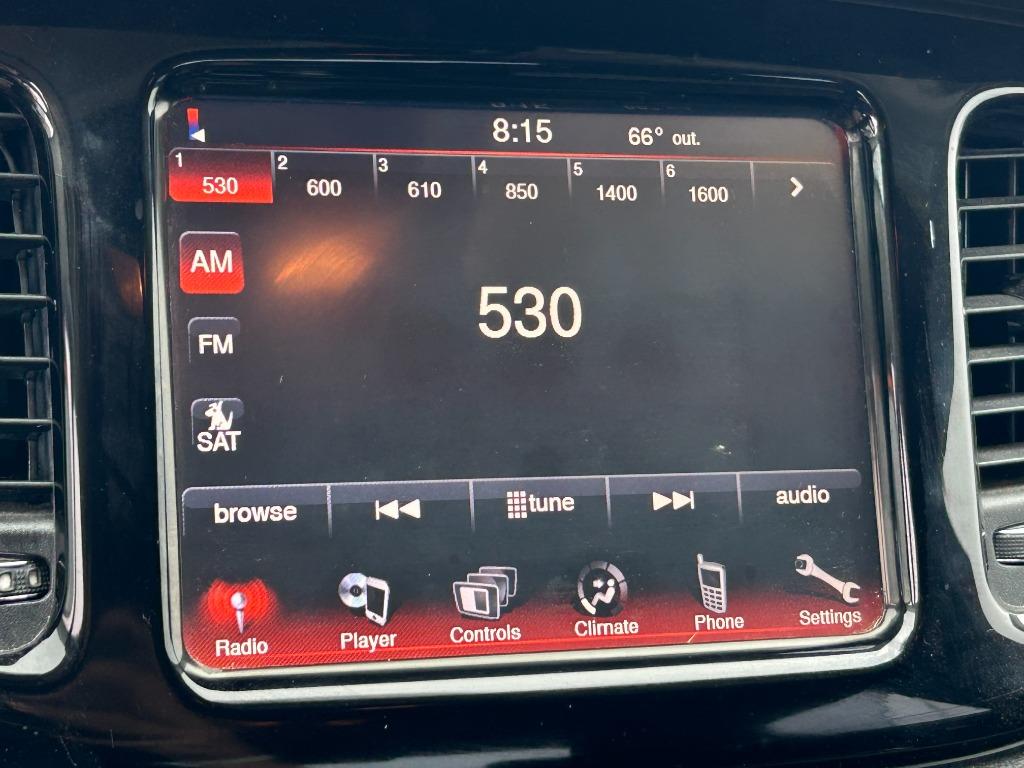 8:15 66° out.
1 2 3 4 5 6
530 600 610 850 1400 1600
AM
530
FM
SAT
browse tune audio
Radio Player Controls Climate Phone Settings